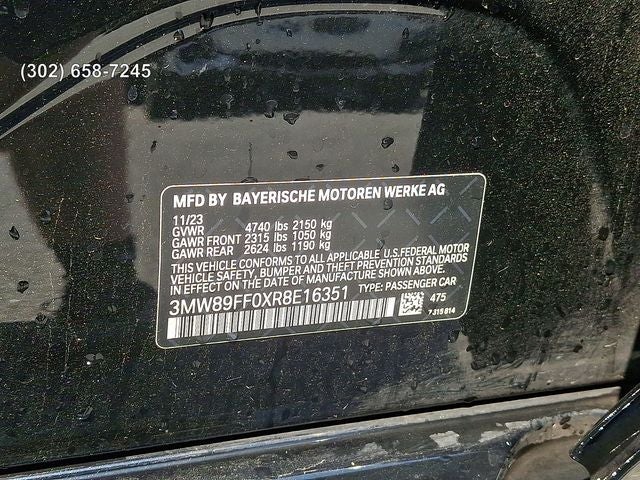 (302) 658-7245
MFD BY BAYERISCHE MOTOREN WERKE AG
11/23
GVWR 4740 lbs 2150 kg
GAWR FRONT 2315 lbs 1050 kg
GAWR REAR 2624 lbs 1190 kg
THIS VEHICLE CONFORMS TO ALL APPLICABLE U.S.FEDERAL MOTOR
VEHICLE SAFETY, BUMPER AND THEFT PREVENTION STANDARDS
IN EFFECT ON THE DATE OF MANUFACTURE SHOWN ABOVE.
3MW89FF0XR8E16351 TYPE: PASSENGER CAR
475
7 315 814